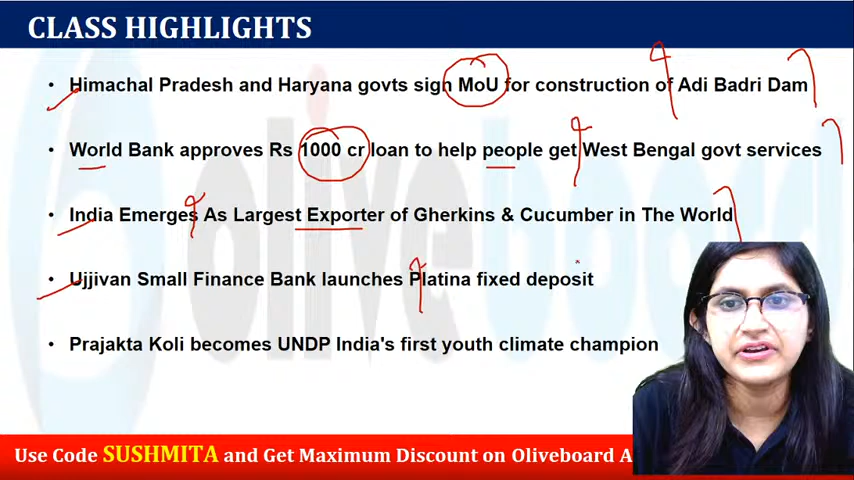 CLASS HIGHLIGHTS
• Himachal Pradesh and Haryana govts sign MoU for construction of Adi Badri Dam
• World Bank approves Rs 1000 cr loan to help people get West Bengal govt services
• India Emerges As Largest Exporter of Gherkins & Cucumber in The World
• Ujjivan Small Finance Bank launches Platina fixed deposit
• Prajakta Koli becomes UNDP India's first youth climate champion
Use Code SUSHMITA and Get Maximum Discount on Oliveboard A
oliveboard